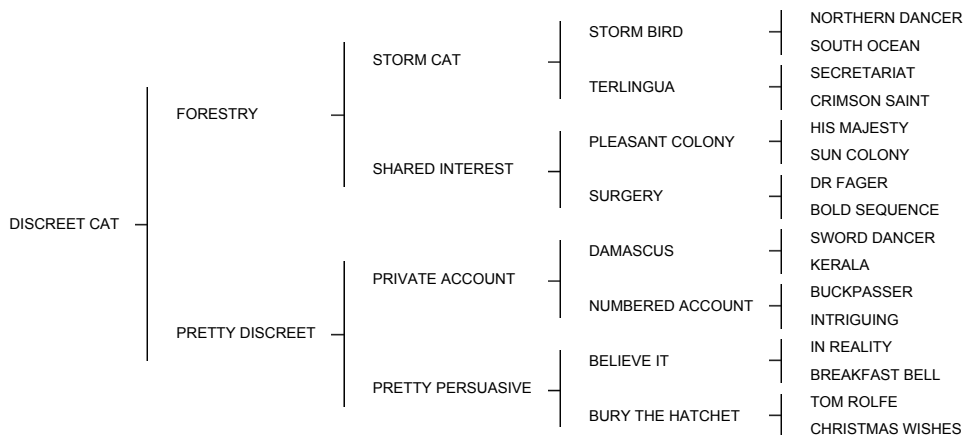 DISCREET CAT
FORESTRY
PRETTY DISCREET
STORM CAT
SHARED INTEREST
PRIVATE ACCOUNT
PRETTY PERSUASIVE
STORM BIRD
TERLINGUA
PLEASANT COLONY
SURGERY
DAMASCUS
NUMBERED ACCOUNT
BELIEVE IT
BURY THE HATCHET
NORTHERN DANCER
SOUTH OCEAN
SECRETARIAT
CRIMSON SAINT
HIS MAJESTY
SUN COLONY
DR FAGER
BOLD SEQUENCE
SWORD DANCER
KERALA
BUCKPASSER
INTRIGUING
IN REALITY
BREAKFAST BELL
TOM ROLFE
CHRISTMAS WISHES